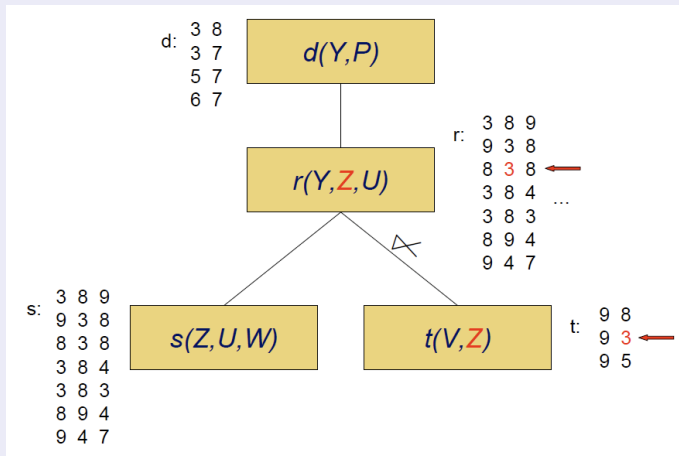 d:
3 8
3 7
5 7
6 7
d(Y,P)
r:
3 8 9
9 3 8
8 3 8
3 8 4
3 8 3
8 9 4
9 4 7
...
r(Y,Z,U)
⋉
s:
3 8 9
9 3 8
8 3 8
3 8 4
3 8 3
8 9 4
9 4 7
s(Z,U,W)
t(V,Z)
t:
9 8
9 3
9 5